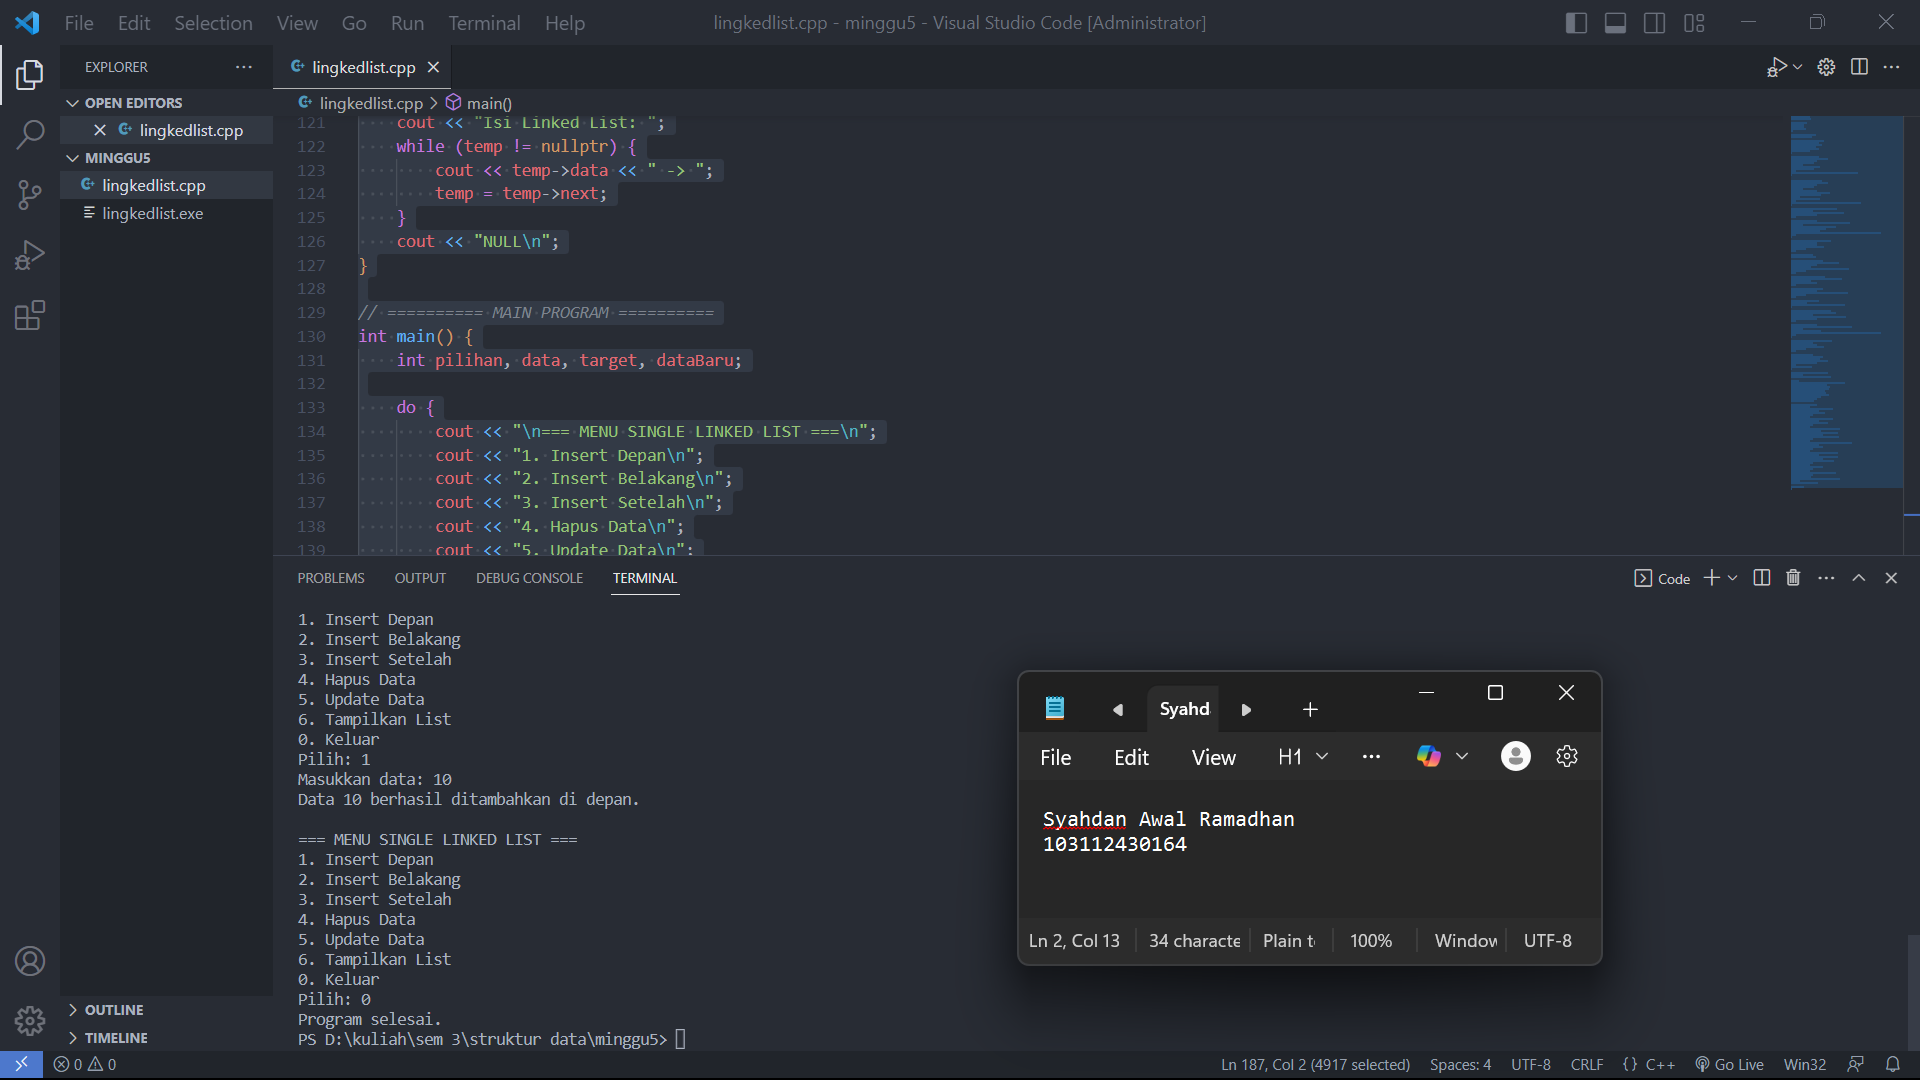 File Edit Selection View Go Run Terminal Help
lingkedlist.cpp - minggu5 - Visual Studio Code [Administrator]
EXPLORER
OPEN EDITORS
lingkedlist.cpp
MINGGU5
lingkedlist.cpp
lingkedlist.exe
OUTLINE
TIMELINE
lingkedlist.cpp
lingkedlist.cpp > main()
121 cout << "Isi Linked List: ";
122 while (temp != nullptr) {
123 cout << temp->data << " -> ";
124 temp = temp->next;
125 }
126 cout << "NULL\n";
127 }
128
129 // ========== MAIN PROGRAM ==========
130 int main() {
131 int pilihan, data, target, dataBaru;
132
133 do {
134 cout << "\n=== MENU SINGLE LINKED LIST ===\n";
135 cout << "1. Insert Depan\n";
136 cout << "2. Insert Belakang\n";
137 cout << "3. Insert Setelah\n";
138 cout << "4. Hapus Data\n";
139 cout << "5. Update Data\n";
PROBLEMS OUTPUT DEBUG CONSOLE TERMINAL
Code
1. Insert Depan
2. Insert Belakang
3. Insert Setelah
4. Hapus Data
5. Update Data
6. Tampilkan List
0. Keluar
Pilih: 1
Masukkan data: 10
Data 10 berhasil ditambahkan di depan.
=== MENU SINGLE LINKED LIST ===
1. Insert Depan
2. Insert Belakang
3. Insert Setelah
4. Hapus Data
5. Update Data
6. Tampilkan List
0. Keluar
Pilih: 0
Program selesai.
PS D:\kuliah\sem 3\struktur data\minggu5>
Syahd
File Edit View H1
Syahdan Awal Ramadhan
103112430164
Ln 2, Col 13 34 characte Plain t 100% Window UTF-8
0 0
Ln 187, Col 2 (4917 selected) Spaces: 4 UTF-8 CRLF {} C++ Go Live Win32